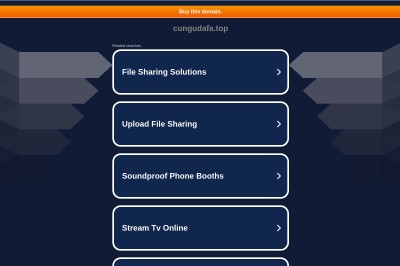 Buy this domain.
cungudafa.top
Related searches
File Sharing Solutions
Upload File Sharing
Soundproof Phone Booths
Stream Tv Online